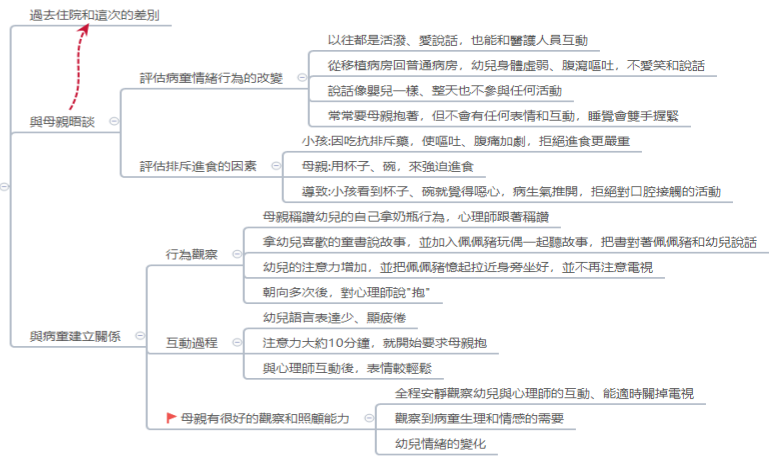 過去住院和這次的差別
與母親晤談
評估病童情緒行為的改變
以往都是活潑、愛說話，也能和醫護人員互動
從移植病房回普通病房，幼兒身體虛弱、腹瀉嘔吐，不愛笑和說話
說話像嬰兒一樣、整天也不參與任何活動
常常要母親抱著，但不會有任何表情和互動，睡覺會雙手握緊
評估排斥進食的因素
小孩:因吃抗排斥藥，使嘔吐、腹痛加劇，拒絕進食更嚴重
母親:用杯子、碗，來強迫進食
導致:小孩看到杯子、碗就覺得噁心，病生氣推開，拒絕對口腔接觸的活動
與病童建立關係
行為觀察
母親稱讚幼兒的自己拿奶瓶行為，心理師跟著稱讚
拿幼兒喜歡的童書說故事，並加入佩佩豬玩偶一起聽故事，把書對著佩佩豬和幼兒說話
幼兒的注意力增加，並把佩佩豬憶起拉近身旁坐好，並不再注意電視
朝向多次後，對心理師說"抱"
互動過程
幼兒語言表達少、顯疲倦
注意力大約10分鐘，就開始要求母親抱
與心理師互動後，表情較輕鬆
母親有很好的觀察和照顧能力
全程安靜觀察幼兒與心理師的互動、能適時關掉電視
觀察到病童生理和情感的需要
幼兒情緒的變化